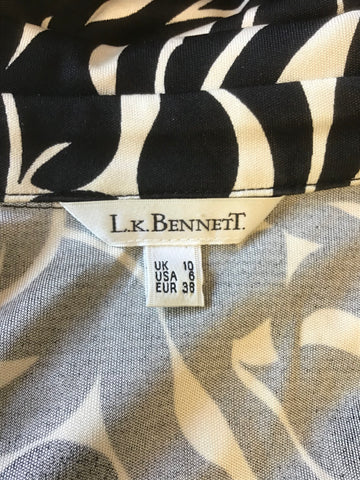 L.K.BENNETT.
UK 10
USA 6
EUR 38